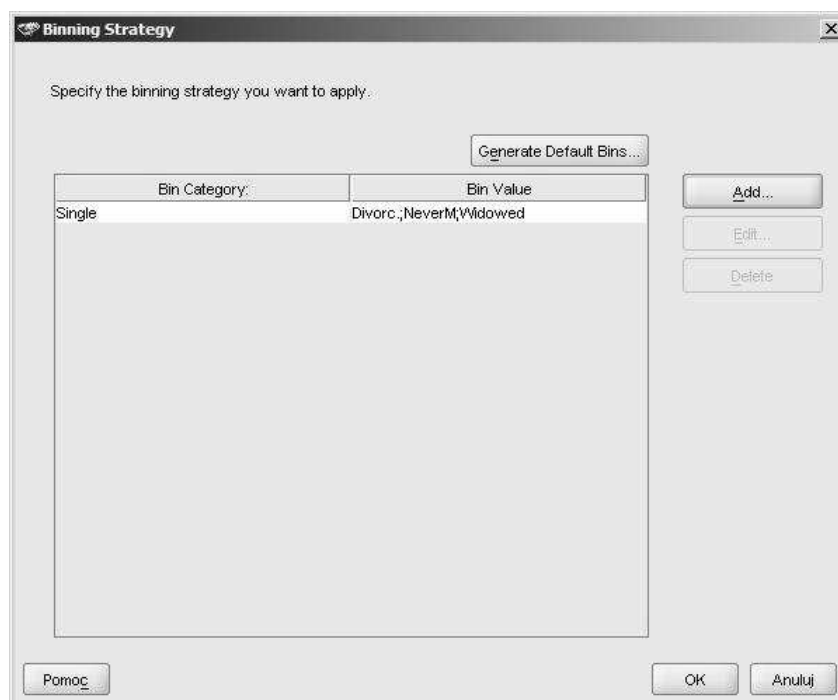 Binning Strategy
Specify the binning strategy you want to apply.
Generate Default Bins...
Bin Category: Bin Value
Single Divorc.;NeverM;Widowed
Add...
Edit...
Delete
Pomoc OK Anuluj